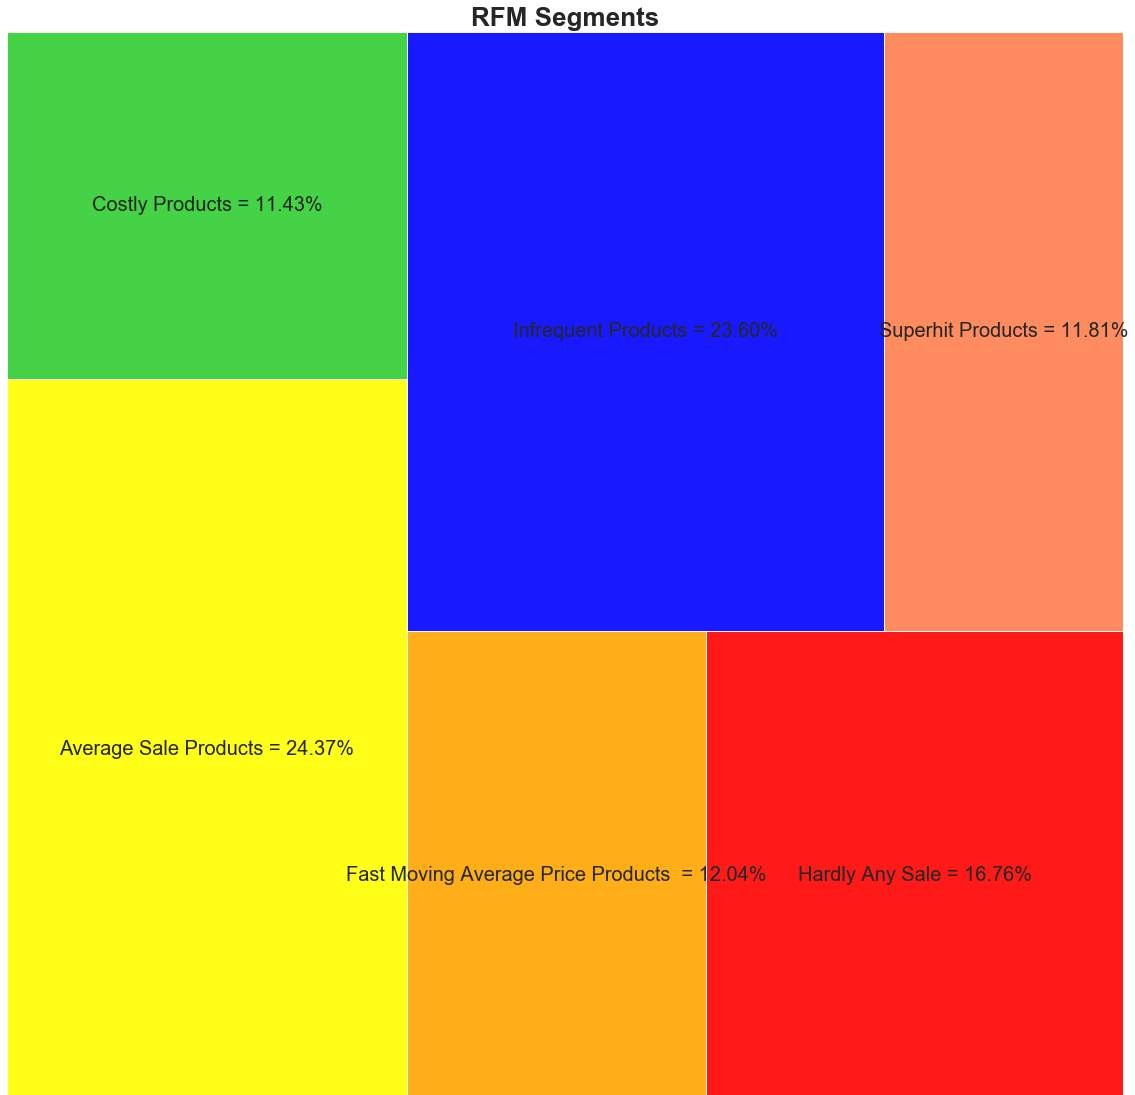 RFM Segments
Costly Products = 11.43%
Infrequent Products = 23.60%
Superhit Products = 11.81%
Average Sale Products = 24.37%
Fast Moving Average Price Products  = 12.04%
Hardly Any Sale = 16.76%